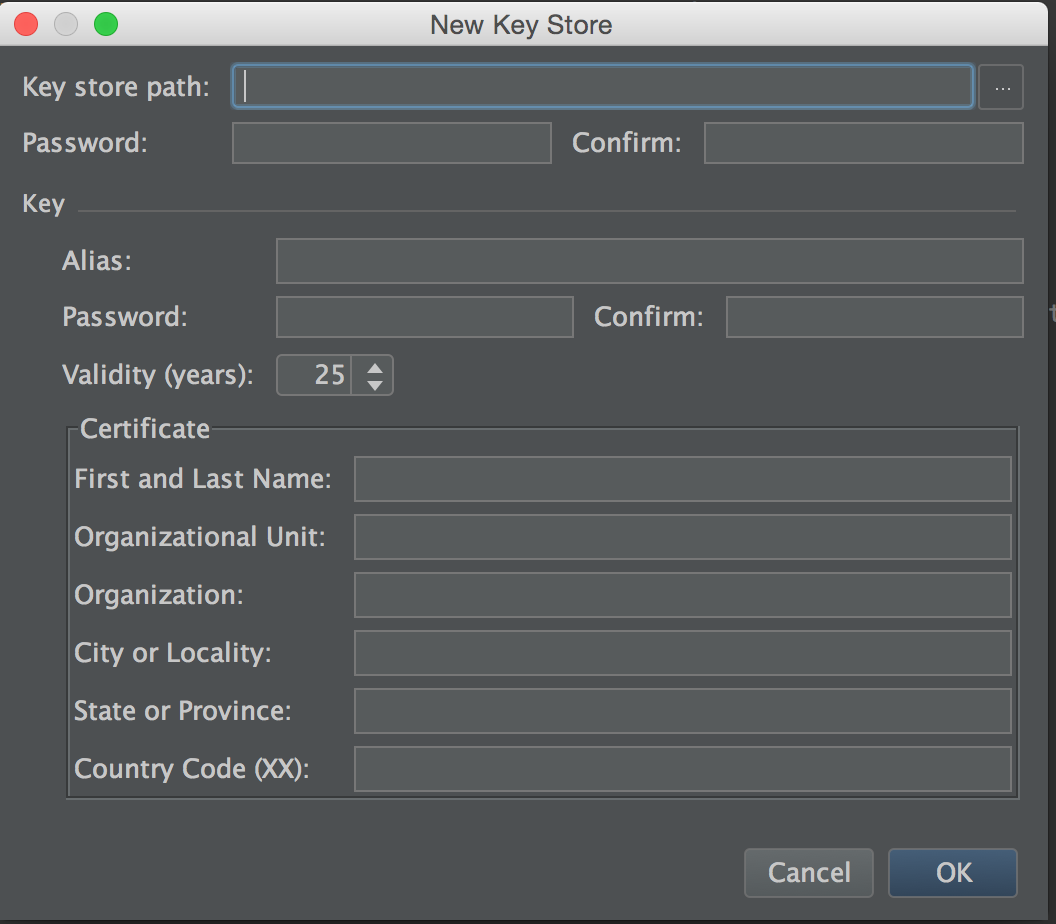 New Key Store
Key store path: ...
Password: Confirm:
Key
Alias:
Password: Confirm:
Validity (years): 25
Certificate
First and Last Name:
Organizational Unit:
Organization:
City or Locality:
State or Province:
Country Code (XX):
Cancel OK